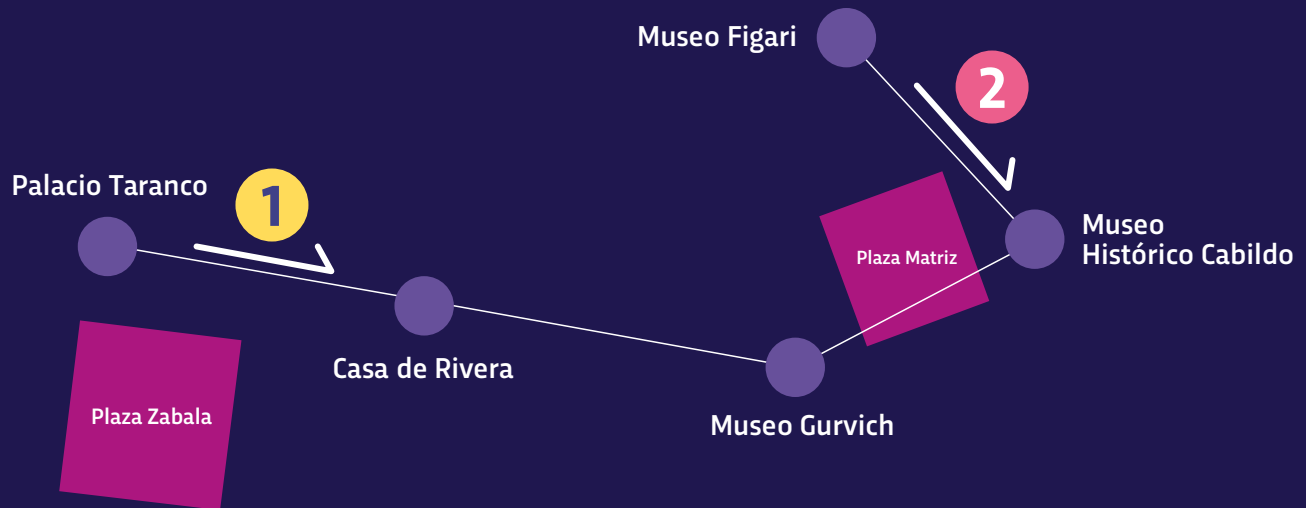 Museo Figari
2
Palacio Taranco
1
Museo
Histórico Cabildo
Plaza Matriz
Casa de Rivera
Plaza Zabala
Museo Gurvich